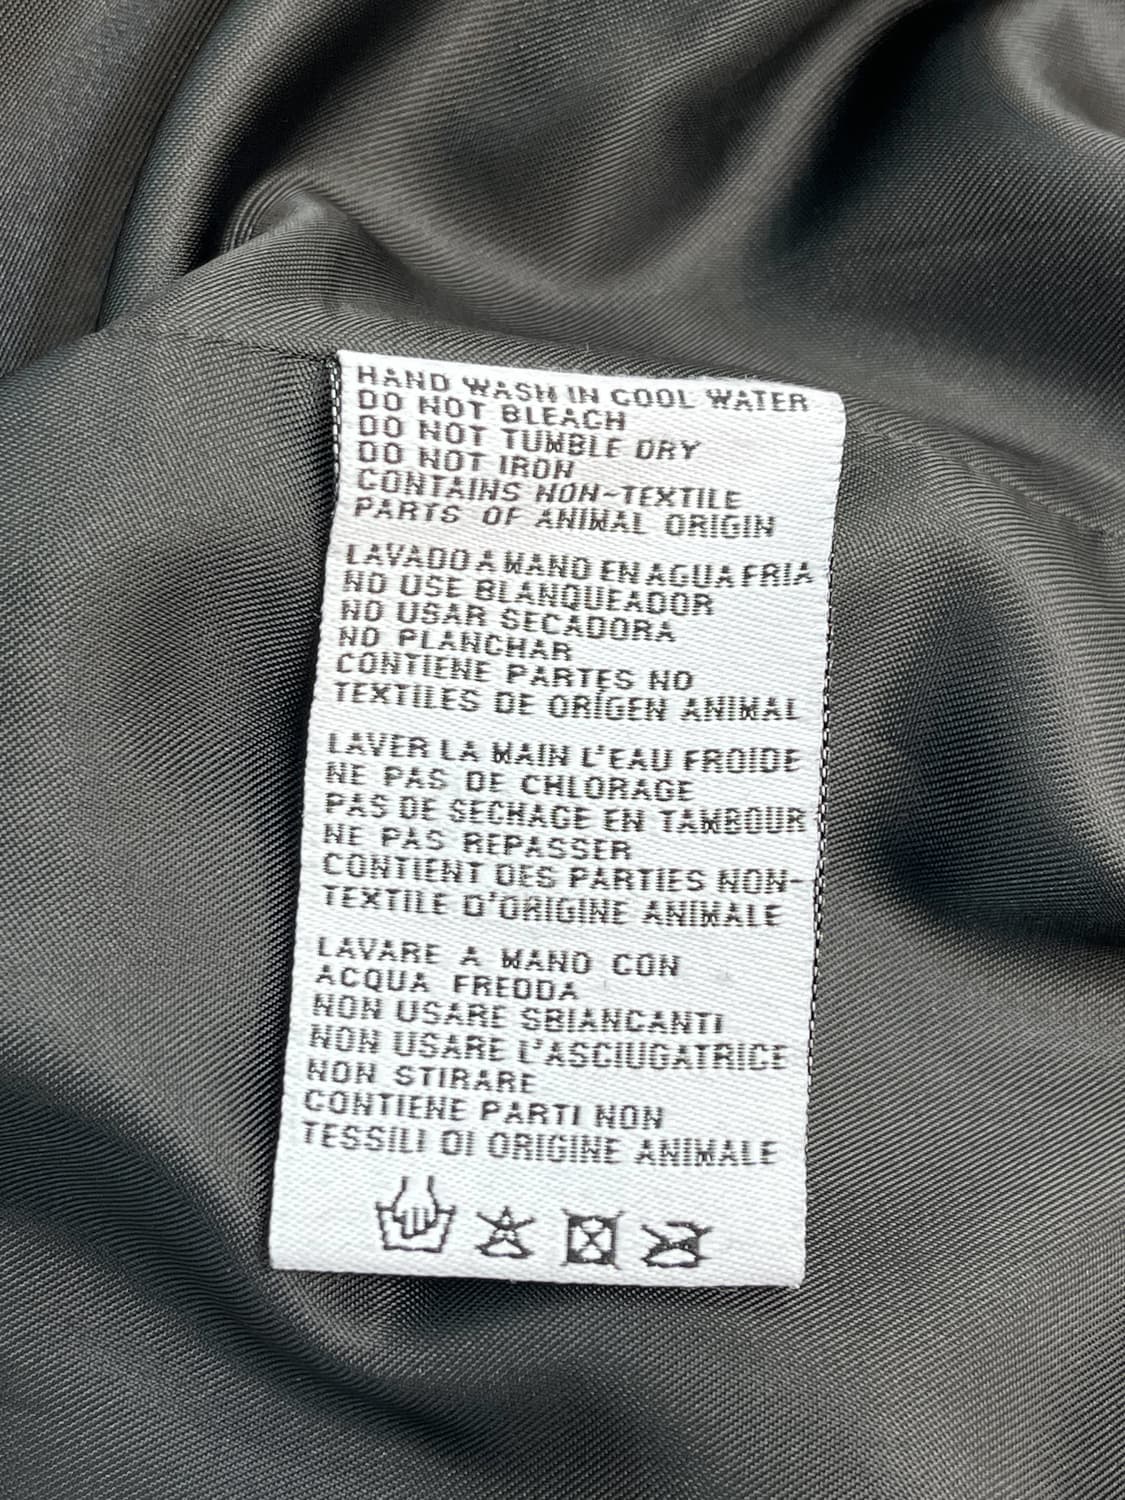 HAND WASH IN COOL WATER
DO NOT BLEACH
DO NOT TUMBLE DRY
DO NOT IRON
CONTAINS NON-TEXTILE
PARTS OF ANIMAL ORIGIN
LAVADO A MANO EN AGUA FRIA
NO USE BLANQUEADOR
NO USAR SECADORA
NO PLANCHAR
CONTIENE PARTES NO
TEXTILES DE ORÍGEN ANIMAL
LAVER LA MAIN L'EAU FROIDE
NE PAS DE CHLORAGE
PAS DE SECHAGE EN TAMBOUR
NE PAS REPASSER
CONTIENT DES PARTIES NON-
TEXTILE D'ORIGINE ANIMALE
LAVARE A MANO CON
ACQUA FREDDA
NON USARE SBIANCANTI
NON USARE L'ASCIUGATRICE
NON STIRARE
CONTIENE PARTI NON
TESSILI DI ORIGINE ANIMALE